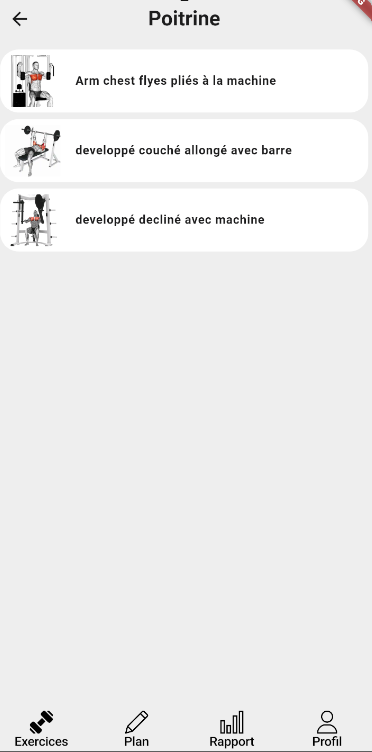 Poitrine
Arm chest flyes pliés à la machine
developpé couché allongé avec barre
developpé decliné avec machine
Exercices
Plan
Rapport
Profil